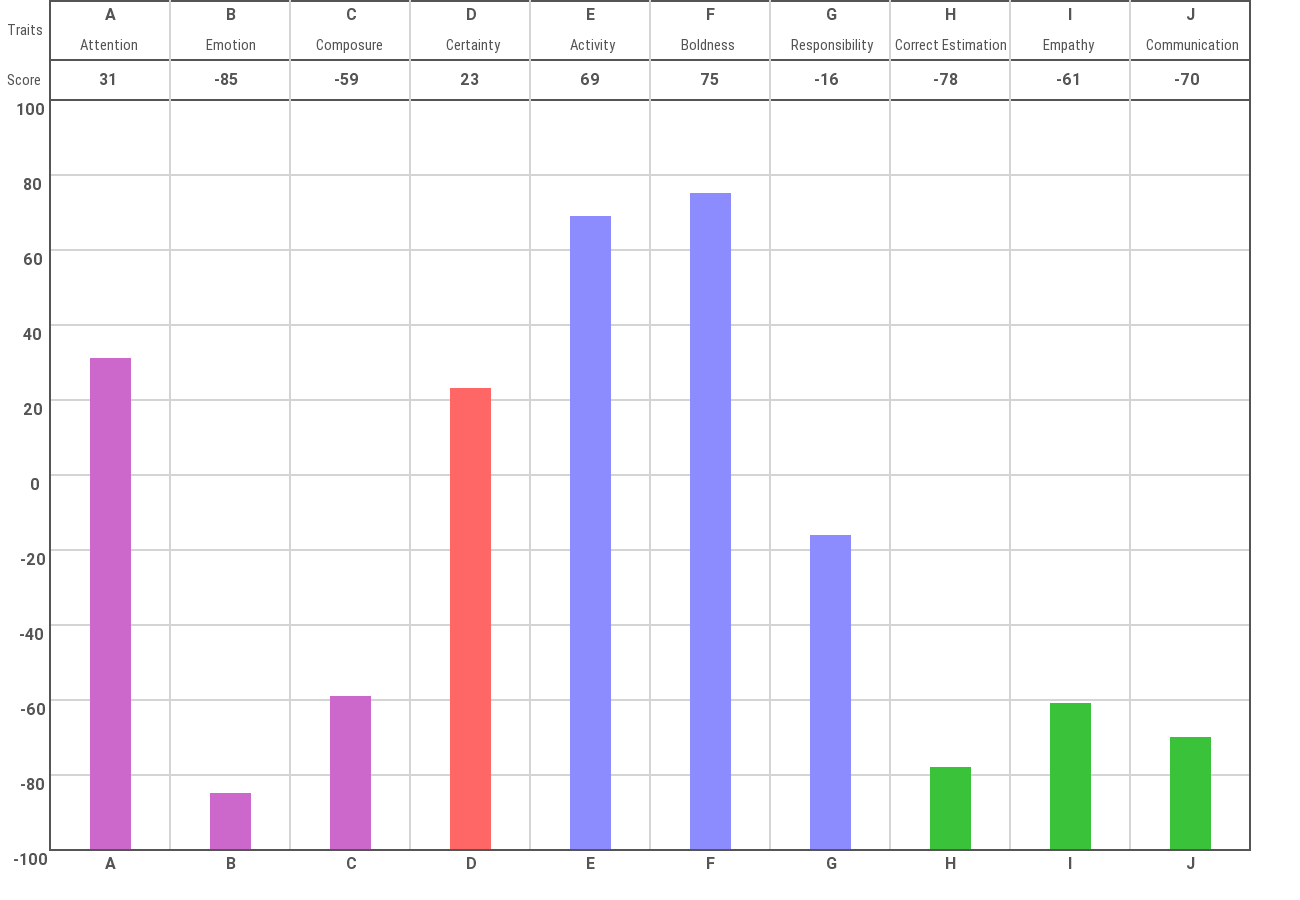 A B C D E F G H I J
Traits
Attention Emotion Composure Certainty Activity Boldness Responsibility Correct Estimation Empathy Communication
Score 31 -85 -59 23 69 75 -16 -78 -61 -70
100
80
60
40
20
0
-20
-40
-60
-80
-100
A B C D E F G H I J